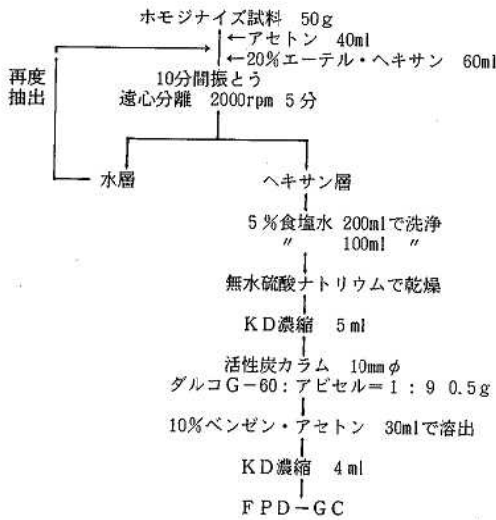 ホモジナイズ試料 50g
←アセトン 40ml
←20%エーテル・ヘキサン 60ml
再度
抽出
10分間振とう
遠心分離 2000rpm 5分
水層
ヘキサン層
5%食塩水 200mlで洗浄
〃 100ml 〃
無水硫酸ナトリウムで乾燥
KD濃縮 5ml
活性炭カラム 10mmφ
ダルコG-60:アビセル=1:9 0.5g
10%ベンゼン・アセトン 30mlで溶出
KD濃縮 4ml
FPD-GC